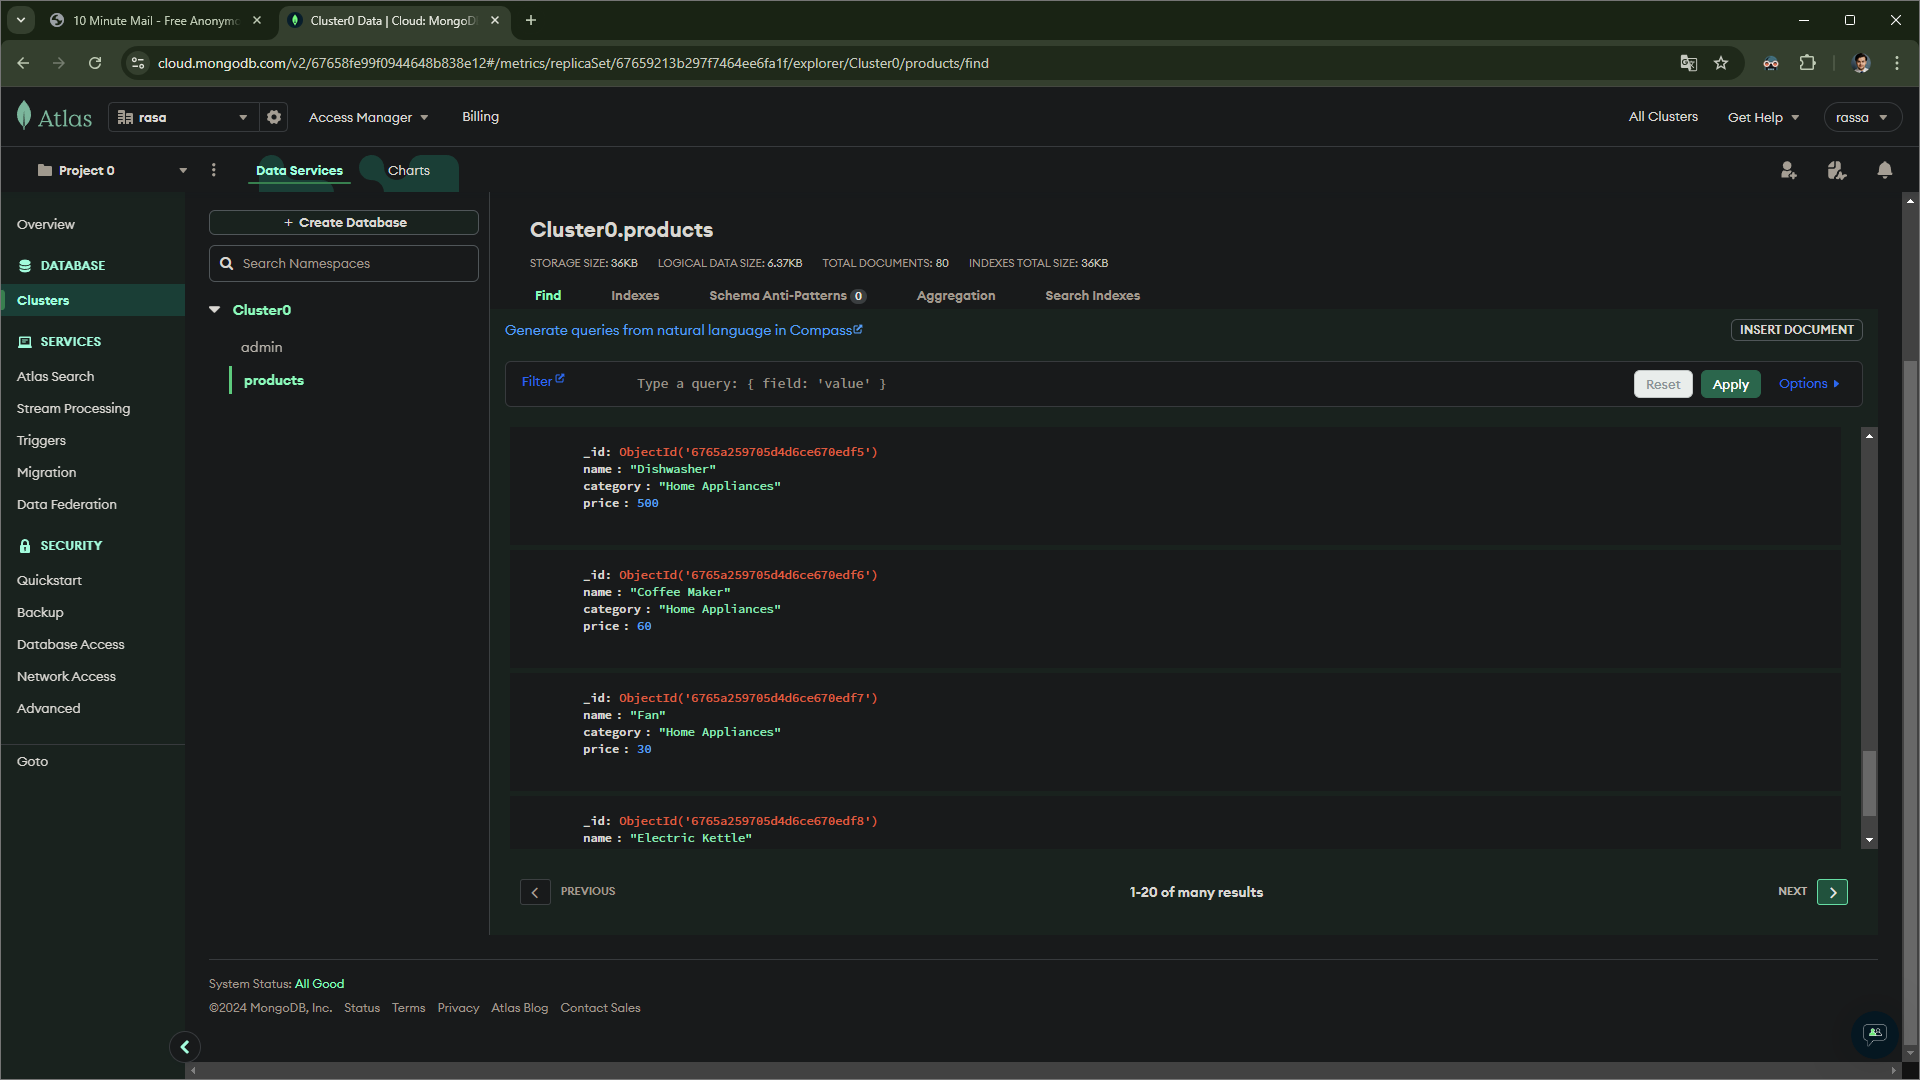 10 Minute Mail - Free Anonym
Cluster0 Data | Cloud: MongoD
cloud.mongodb.com/v2/67658fe99f0944648b838e12#/metrics/replicaSet/67659213b297f7464ee6fa1f/explorer/Cluster0/products/find
Atlas
rasa
Access Manager
Billing
All Clusters
Get Help
rassa
Project 0
Data Services
Charts
Overview
DATABASE
Clusters
SERVICES
Atlas Search
Stream Processing
Triggers
Migration
Data Federation
SECURITY
Quickstart
Backup
Database Access
Network Access
Advanced
Goto
+ Create Database
Search Namespaces
Cluster0
admin
products
Cluster0.products
STORAGE SIZE: 36KB LOGICAL DATA SIZE: 6.37KB TOTAL DOCUMENTS: 80 INDEXES TOTAL SIZE: 36KB
Find Indexes Schema Anti-Patterns 0 Aggregation Search Indexes
Generate queries from natural language in Compass
INSERT DOCUMENT
Filter
Type a query: { field: 'value' }
Reset
Apply
Options
_id: ObjectId('6765a259705d4d6ce670edf5')
name : "Dishwasher"
category : "Home Appliances"
price : 500
_id: ObjectId('6765a259705d4d6ce670edf6')
name : "Coffee Maker"
category : "Home Appliances"
price : 60
_id: ObjectId('6765a259705d4d6ce670edf7')
name : "Fan"
category : "Home Appliances"
price : 30
_id: ObjectId('6765a259705d4d6ce670edf8')
name : "Electric Kettle"
PREVIOUS
1-20 of many results
NEXT
System Status: All Good
©2024 MongoDB, Inc. Status Terms Privacy Atlas Blog Contact Sales